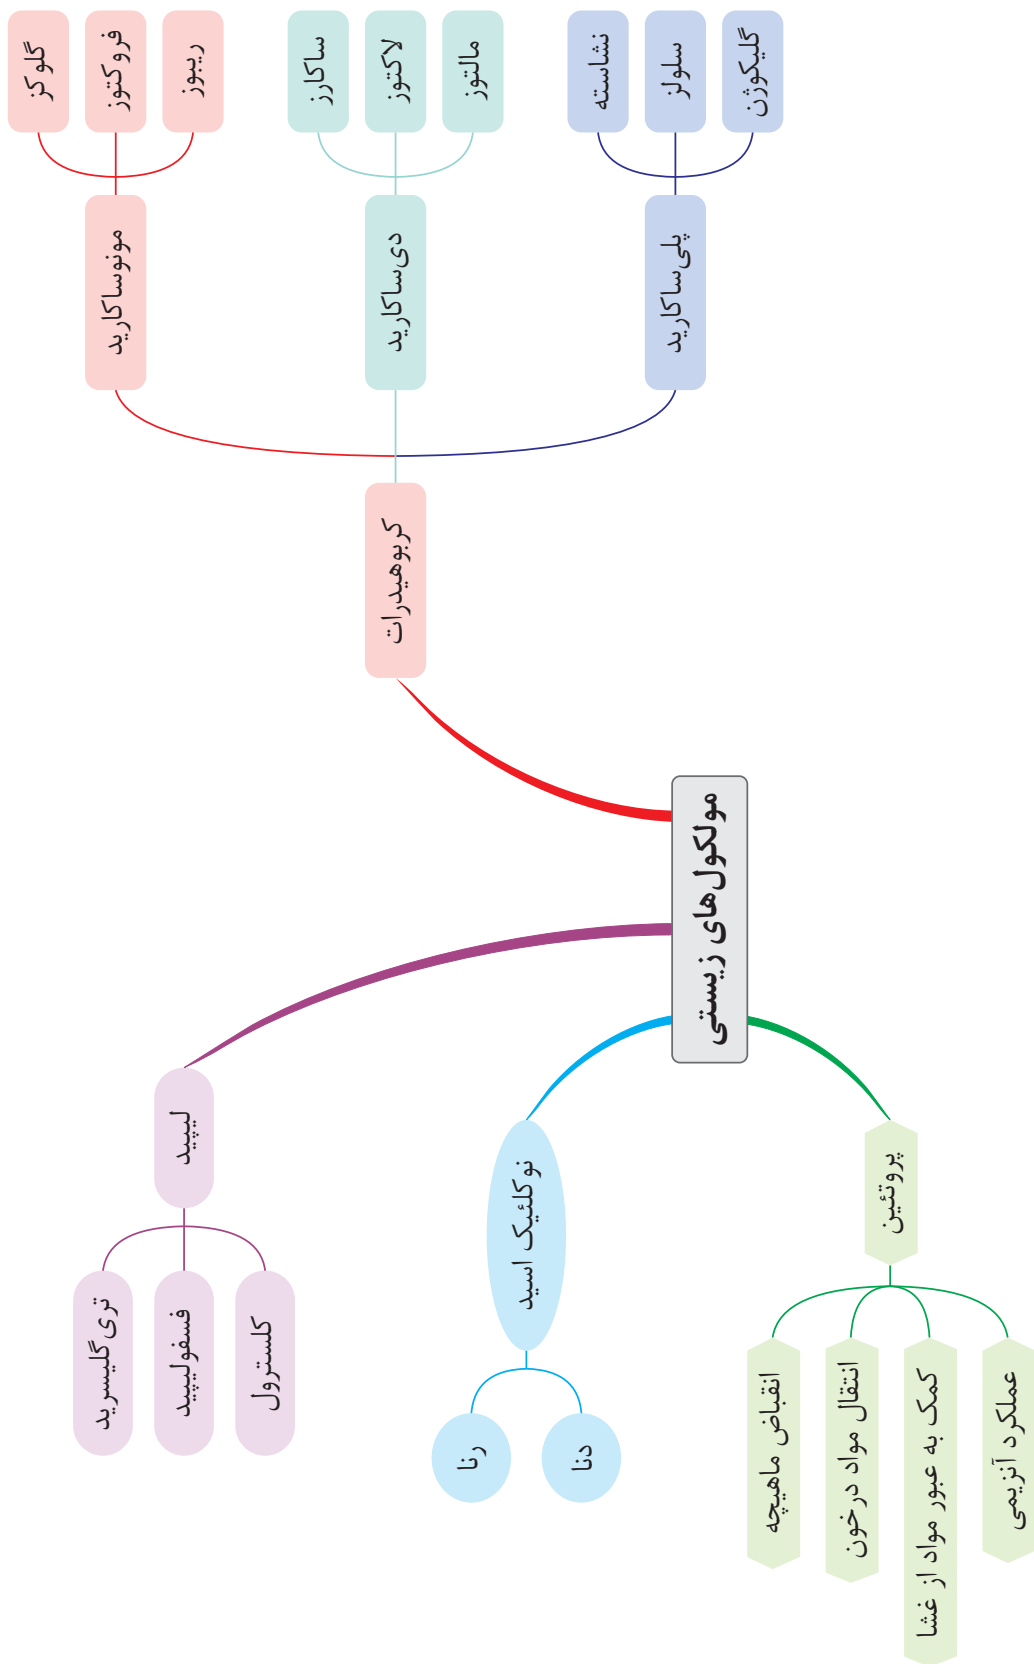 مولکول‌های زیستی
کربوهیدرات
مونوساکارید
گلوکز
فروکتوز
ریبوز
دی‌ساکارید
ساکارز
لاکتوز
مالتوز
پلی‌ساکارید
نشاسته
سلولز
گلیکوژن
لیپید
تری‌گلیسرید
فسفولیپید
کلسترول
نوکلئیک اسید
رنا
دنا
پروتئین
انقباض ماهیچه
انتقال مواد درخون
کمک به عبور مواد از غشا
عملکرد آنزیمی